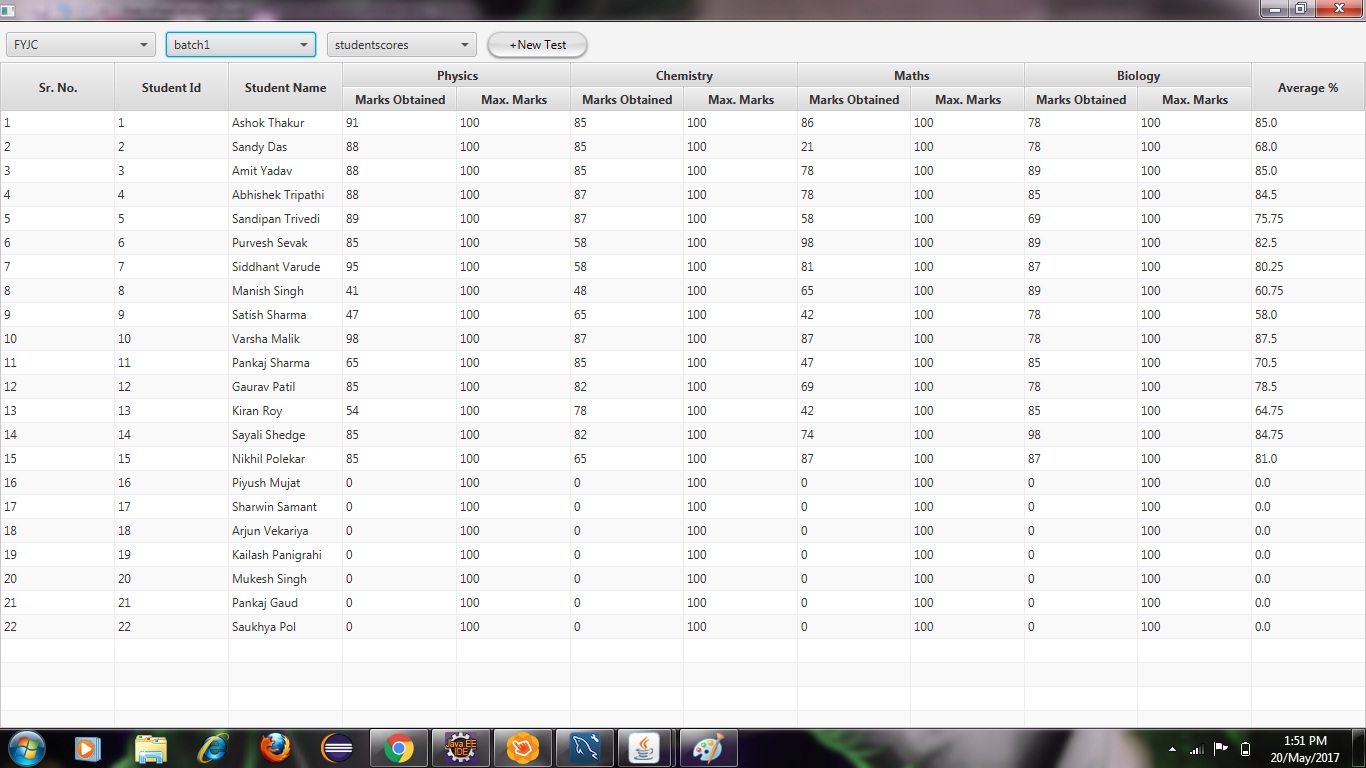 FYJC batch1 studentscores +New Test
Sr. No. Student Id Student Name Physics Chemistry Maths Biology Average %
Marks Obtained Max. Marks Marks Obtained Max. Marks Marks Obtained Max. Marks Marks Obtained Max. Marks
1 1 Ashok Thakur 91 100 85 100 86 100 78 100 85.0
2 2 Sandy Das 88 100 85 100 21 100 78 100 68.0
3 3 Amit Yadav 88 100 85 100 78 100 89 100 85.0
4 4 Abhishek Tripathi 88 100 87 100 78 100 85 100 84.5
5 5 Sandipan Trivedi 89 100 87 100 58 100 69 100 75.75
6 6 Purvesh Sevak 85 100 58 100 98 100 89 100 82.5
7 7 Siddhant Varude 95 100 58 100 81 100 87 100 80.25
8 8 Manish Singh 41 100 48 100 65 100 89 100 60.75
9 9 Satish Sharma 47 100 65 100 42 100 78 100 58.0
10 10 Varsha Malik 98 100 87 100 87 100 78 100 87.5
11 11 Pankaj Sharma 65 100 85 100 47 100 85 100 70.5
12 12 Gaurav Patil 85 100 82 100 69 100 78 100 78.5
13 13 Kiran Roy 54 100 78 100 42 100 85 100 64.75
14 14 Sayali Shedge 85 100 82 100 74 100 98 100 84.75
15 15 Nikhil Polekar 85 100 65 100 87 100 87 100 81.0
16 16 Piyush Mujat 0 100 0 100 0 100 0 100 0.0
17 17 Sharwin Samant 0 100 0 100 0 100 0 100 0.0
18 18 Arjun Vekariya 0 100 0 100 0 100 0 100 0.0
19 19 Kailash Panigrahi 0 100 0 100 0 100 0 100 0.0
20 20 Mukesh Singh 0 100 0 100 0 100 0 100 0.0
21 21 Pankaj Gaud 0 100 0 100 0 100 0 100 0.0
22 22 Saukhya Pol 0 100 0 100 0 100 0 100 0.0
Java EE
IDE
1:51 PM
20/May/2017